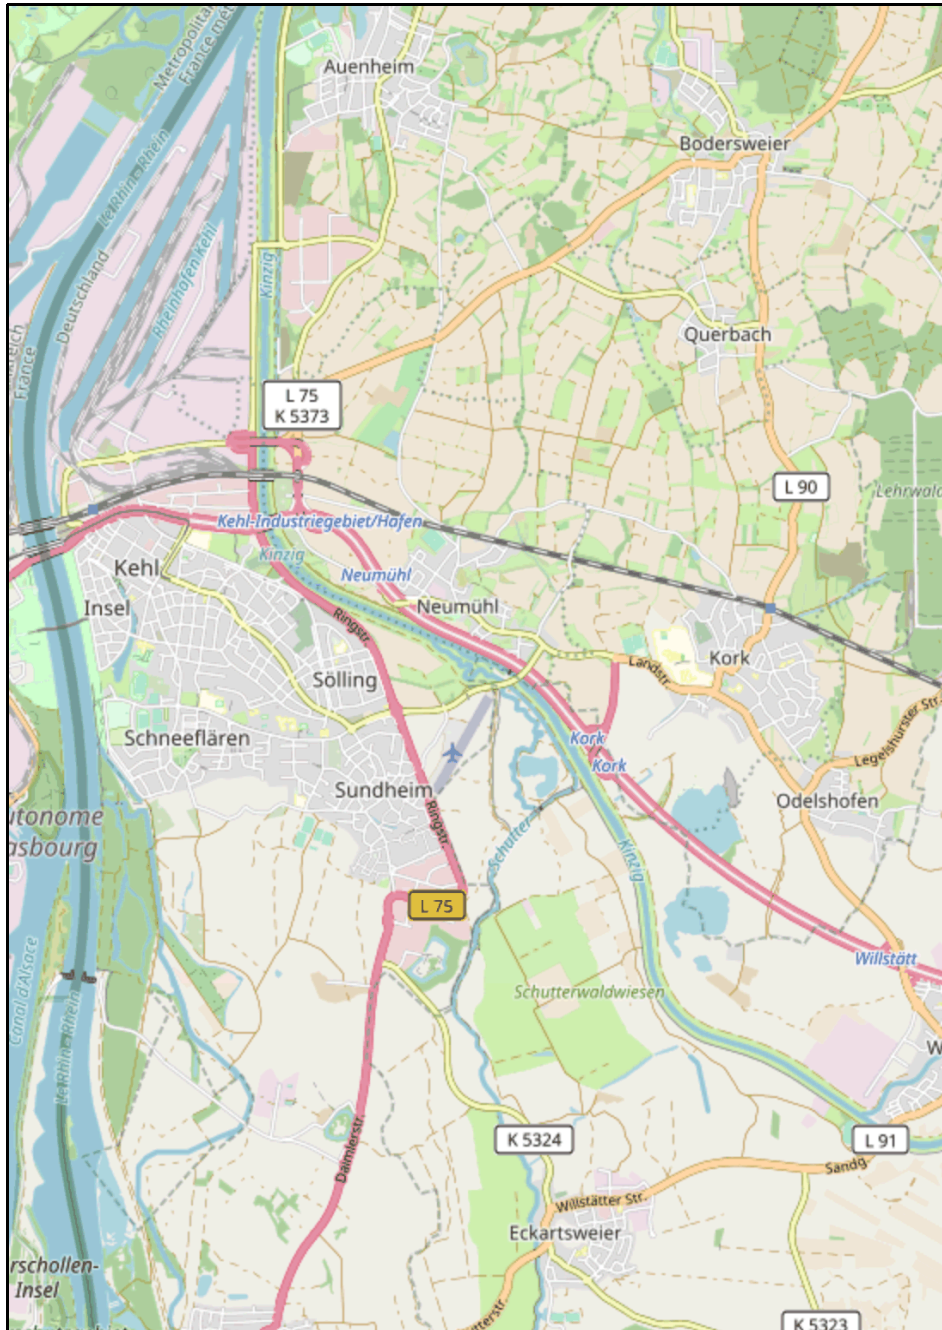 Metropolita
France mét
Auenheim
Bodersweier
Le Rhin - Rhein
Rheinhafen Kehl
Kinzig
Deutschland
France
Querbach
L 75
K 5373
L 90
Lehrwald
Kehl-Industriegebiet/Hafen
Kinzig
Kehl
Neumühl
Insel
Neumühl
Ringstr.
Kork
Landstr.
Sölling
Legelshurster Str.
Schneeflären
Kork
Kork
Sundheim
Odelshofen
utonome
asbourg
Ringstr.
Schutter
Kinzig
L 75
Canal d'Alsace
Willstätt
Schutterwaldwiesen
Le Rhin - Rhein
W
K 5324
L 91
Daimlerstr.
Sandg.
Willstätter Str.
Eckartsweier
rschollen-
Insel
tterstr.
K 5323